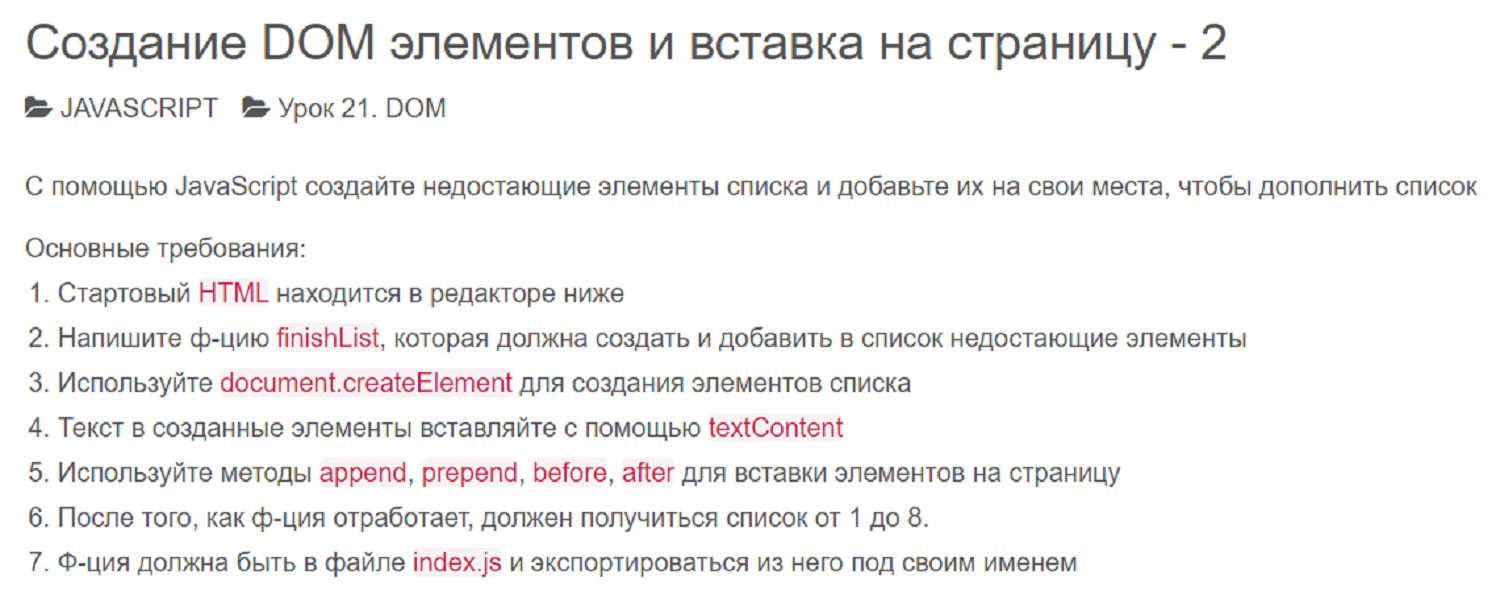 Создание DOM элементов и вставка на страницу - 2
JAVASCRIPT Урок 21. DOM
С помощью JavaScript создайте недостающие элементы списка и добавьте их на свои места, чтобы дополнить список
Основные требования:
1. Стартовый HTML находится в редакторе ниже
2. Напишите ф-цию finishList, которая должна создать и добавить в список недостающие элементы
3. Используйте document.createElement для создания элементов списка
4. Текст в созданные элементы вставляйте с помощью textContent
5. Используйте методы append, prepend, before, after для вставки элементов на страницу
6. После того, как ф-ция отработает, должен получиться список от 1 до 8.
7. Ф-ция должна быть в файле index.js и экспортироваться из него под своим именем